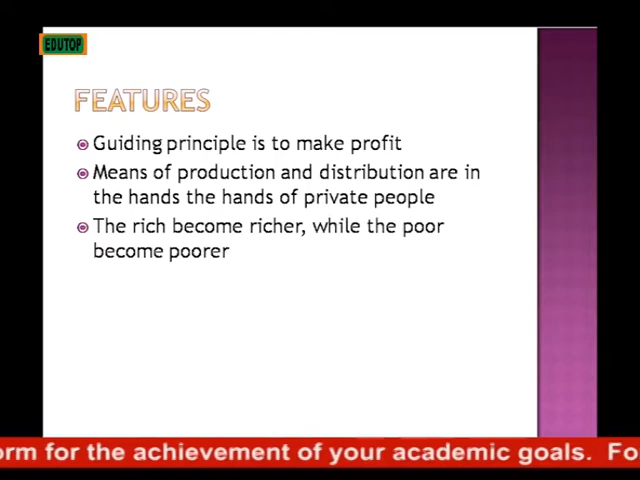 EDUTOP
FEATURES
Guiding principle is to make profit
Means of production and distribution are in
the hands the hands of private people
The rich become richer, while the poor
become poorer
orm for the achievement of your academic goals. Fo